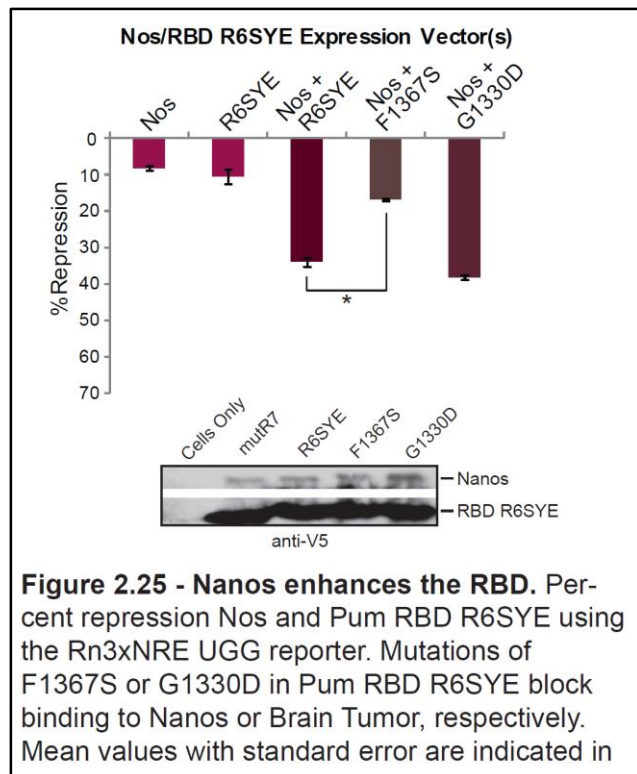 Nos/RBD R6SYE Expression Vector(s)
Nos
R6SYE
Nos +
R6SYE
Nos +
F1367S
Nos +
G1330D
0
10
20
30
40
50
60
70
%Repression
*
Cells Only
mutR7
R6SYE
F1367S
G1330D
Nanos
RBD R6SYE
anti-V5
Figure 2.25 - Nanos enhances the RBD. Per-
cent repression Nos and Pum RBD R6SYE using
the Rn3xNRE UGG reporter. Mutations of
F1367S or G1330D in Pum RBD R6SYE block
binding to Nanos or Brain Tumor, respectively.
Mean values with standard error are indicated in